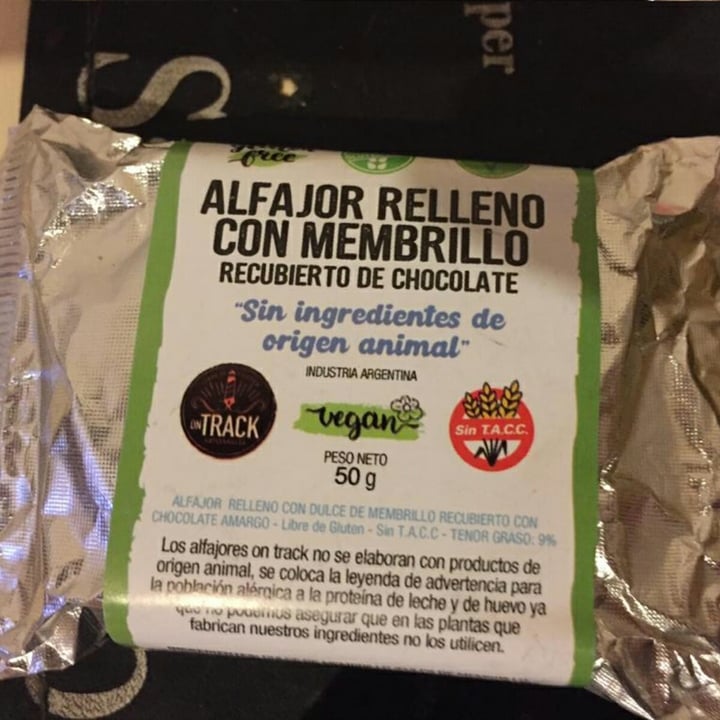 per
S
free
ALFAJOR RELLENO
CON MEMBRILLO
RECUBIERTO DE CHOCOLATE
"Sin ingredientes de
origen animal"
INDUSTRIA ARGENTINA
ON TRACK
vegan
Sin T.A.C.C.
PESO NETO
50 g
ALFAJOR RELLENO CON DULCE DE MEMBRILLO RECUBIERTO CON
CHOCOLATE AMARGO - Libre de Gluten - Sin T.A.C.C - TENOR GRASO: 9%
Los alfajores on track no se elaboran con productos de
origen animal, se coloca la leyenda de advertencia para
la población alérgica a la proteína de leche y de huevo ya
que no podemos asegurar que en las plantas que
fabrican nuestros ingredientes no los utilicen.